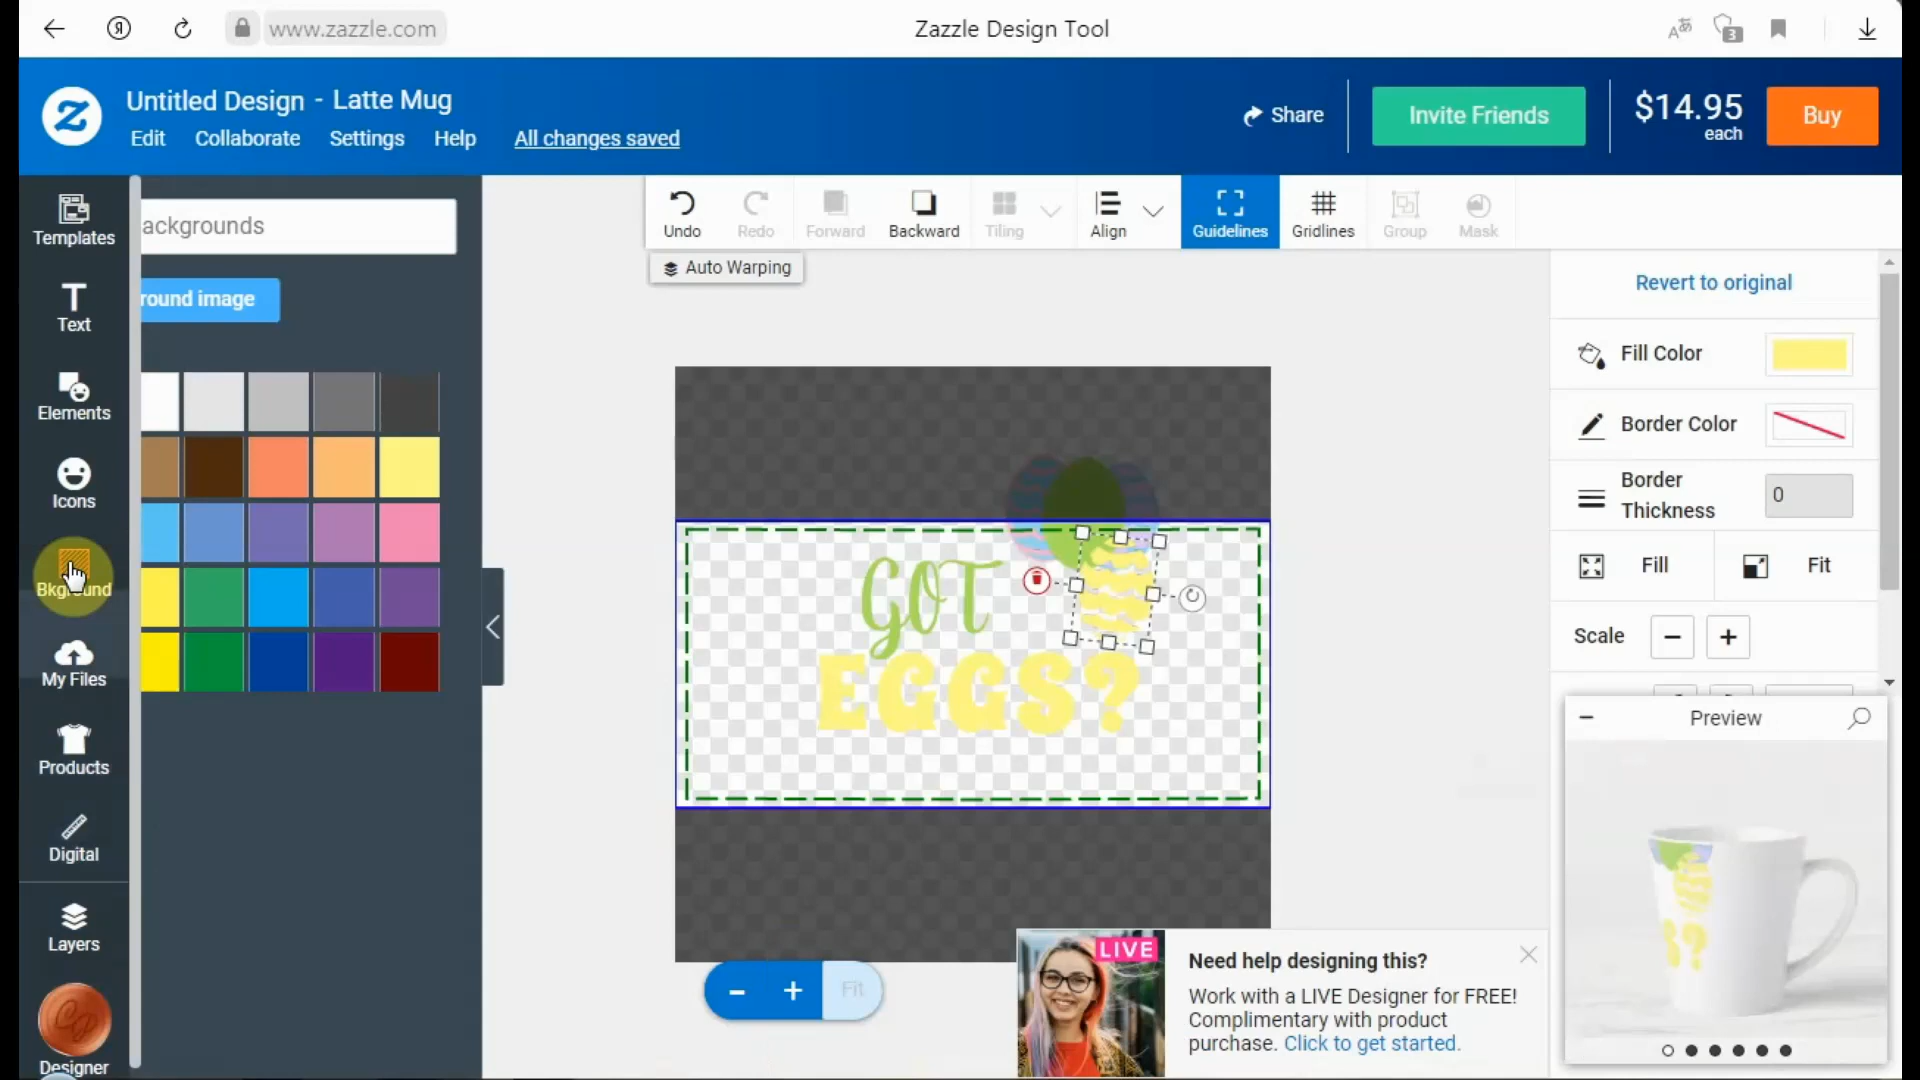 www.zazzle.com
Zazzle Design Tool
3
Untitled Design - Latte Mug
Edit
Collaborate
Settings
Help
All changes saved
Share
Invite Friends
$14.95
each
Buy
Templates
Text
Elements
Icons
Bkground
My Files
Products
Digital
Layers
Designer
ackgrounds
round image
Undo
Redo
Forward
Backward
Tiling
Align
Guidelines
Gridlines
Group
Mask
Auto Warping
GOT
EGGS?
Fit
Revert to original
Fill Color
Border Color
Border
Thickness
0
Fill
Fit
Scale
Preview
S?
LIVE
Need help designing this?
Work with a LIVE Designer for FREE!
Complimentary with product
purchase. Click to get started.